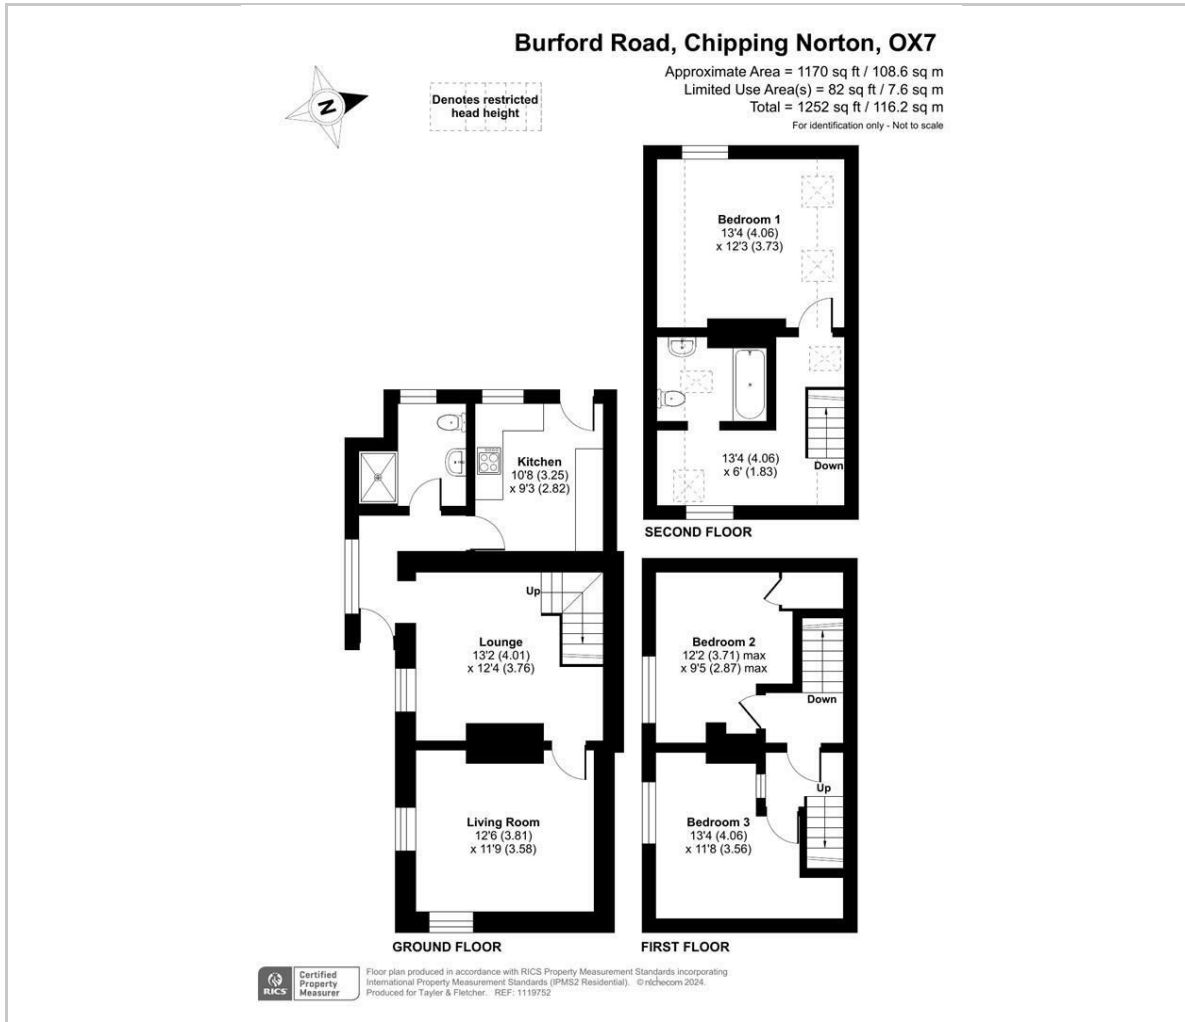 Burford Road, Chipping Norton, OX7
Approximate Area = 1170 sq ft / 108.6 sq m
Limited Use Area(s) = 82 sq ft / 7.6 sq m
Total = 1252 sq ft / 116.2 sq m
For identification only - Not to scale
N
Denotes restricted
head height
Bedroom 1
13'4 (4.06)
x 12'3 (3.73)
13'4 (4.06)
x 6' (1.83)
Down
SECOND FLOOR
Kitchen
10'8 (3.25)
x 9'3 (2.82)
Up
Lounge
13'2 (4.01)
x 12'4 (3.76)
Living Room
12'6 (3.81)
x 11'9 (3.58)
GROUND FLOOR
Bedroom 2
12'2 (3.71) max
x 9'5 (2.87) max
Down
Up
Bedroom 3
13'4 (4.06)
x 11'8 (3.56)
FIRST FLOOR
RICS
Certified
Property
Measurer
Floor plan produced in accordance with RICS Property Measurement Standards incorporating
International Property Measurement Standards (IPMS2 Residential). © nichecom 2024.
Produced for Tayler & Fletcher. REF: 1119752